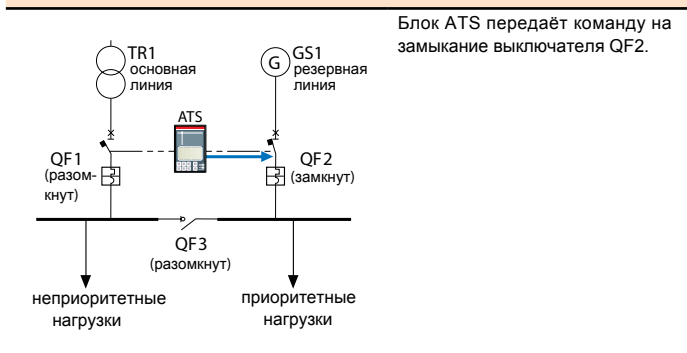 Блок ATS передаёт команду на
замыкание выключателя QF2.
TR1
основная
линия
G
GS1
резервная
линия
ATS
QF1
(разом-
кнут)
QF2
(замкнут)
QF3
(разомкнут)
неприоритетные
нагрузки
приоритетные
нагрузки